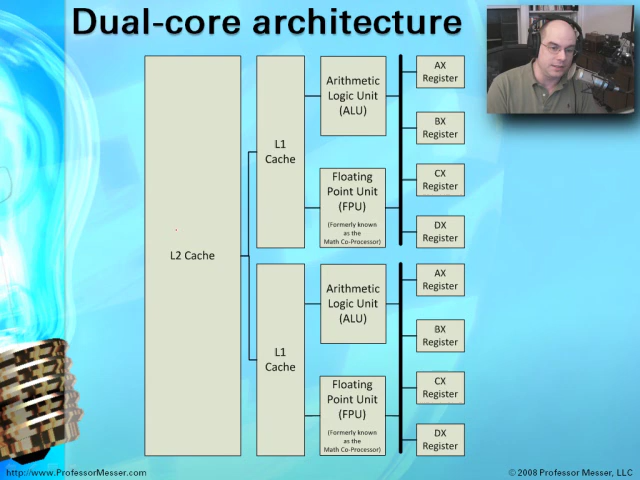 Dual-core architecture
L2 Cache
L1
Cache
Arithmetic
Logic Unit
(ALU)
Floating
Point Unit
(FPU)
(Formerly known
as the
Math Co-Processor)
AX
Register
BX
Register
CX
Register
DX
Register
L1
Cache
Arithmetic
Logic Unit
(ALU)
Floating
Point Unit
(FPU)
(Formerly known
as the
Math Co-Processor)
AX
Register
BX
Register
CX
Register
DX
Register
http://www.ProfessorMesser.com
© 2008 Professor Messer, LLC